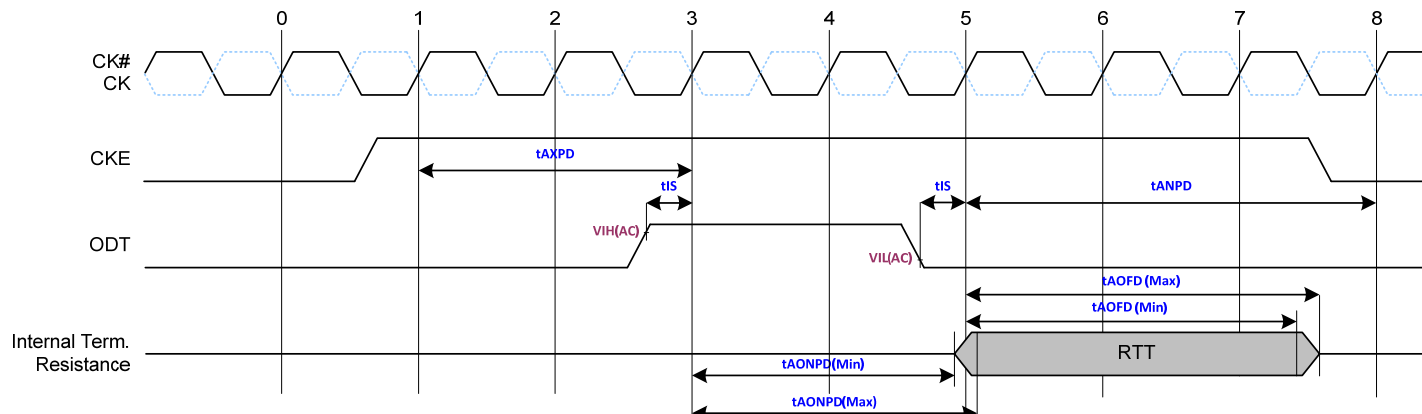 0 1 2 3 4 5 6 7 8
CK#
CK
CKE
tAXPD
tIS
tIS
tANPD
VIH(AC)
ODT
VIL(AC)
tAOFD (Max)
tAOFD (Min)
Internal Term.
Resistance
RTT
tAONPD(Min)
tAONPD(Max)